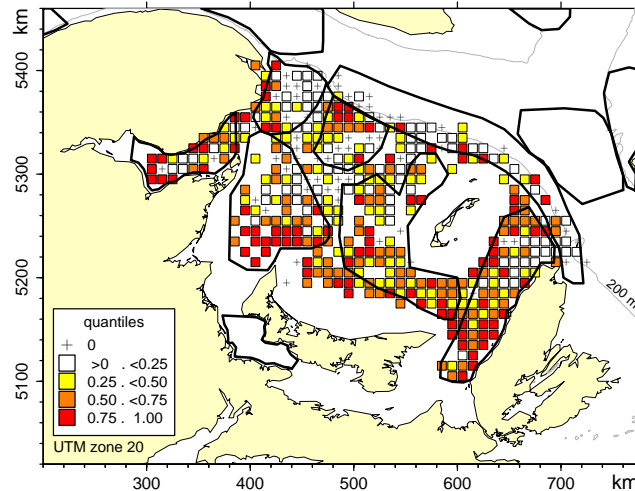 km
5400
5300
5200
5100
200 m
quantiles
0
>0 . <0.25
0.25 . <0.50
0.50 . <0.75
0.75 . 1.00
UTM zone 20
300 400 500 600 700 km